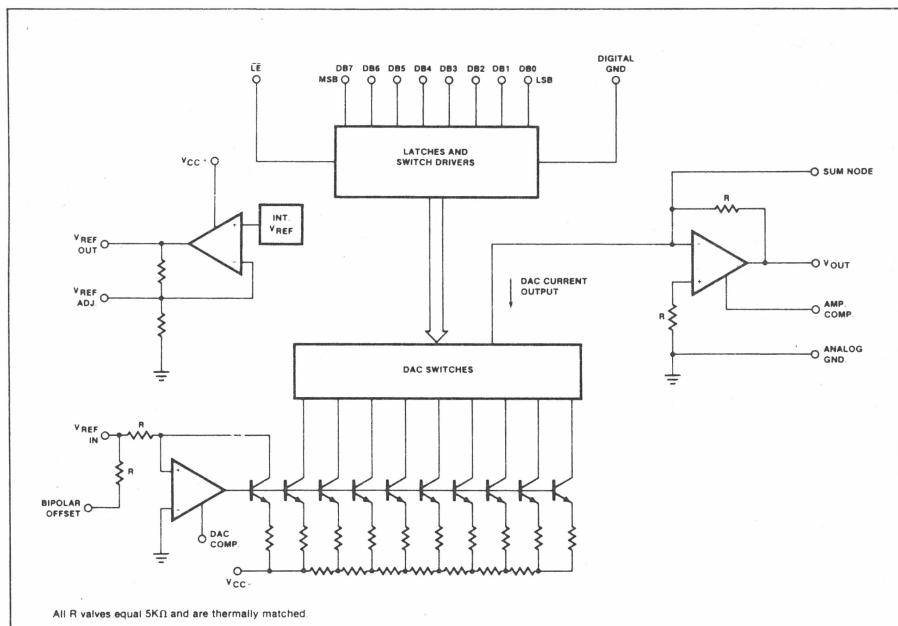 LE
DB7 DB6 DB5 DB4 DB3 DB2 DB1 DB0
MSB
LSB
DIGITAL
GND
LATCHES AND
SWITCH DRIVERS
VCC+
INT.
VREF
+
−
VREF
OUT
VREF
ADJ.
SUM NODE
R
−
+
VOUT
DAC CURRENT
OUTPUT
R
AMP.
COMP.
ANALOG
GND.
DAC SWITCHES
VREF
IN
R
R
+
−
BIPOLAR
OFFSET
DAC
COMP.
VCC-
All R valves equal 5KΩ and are thermally matched